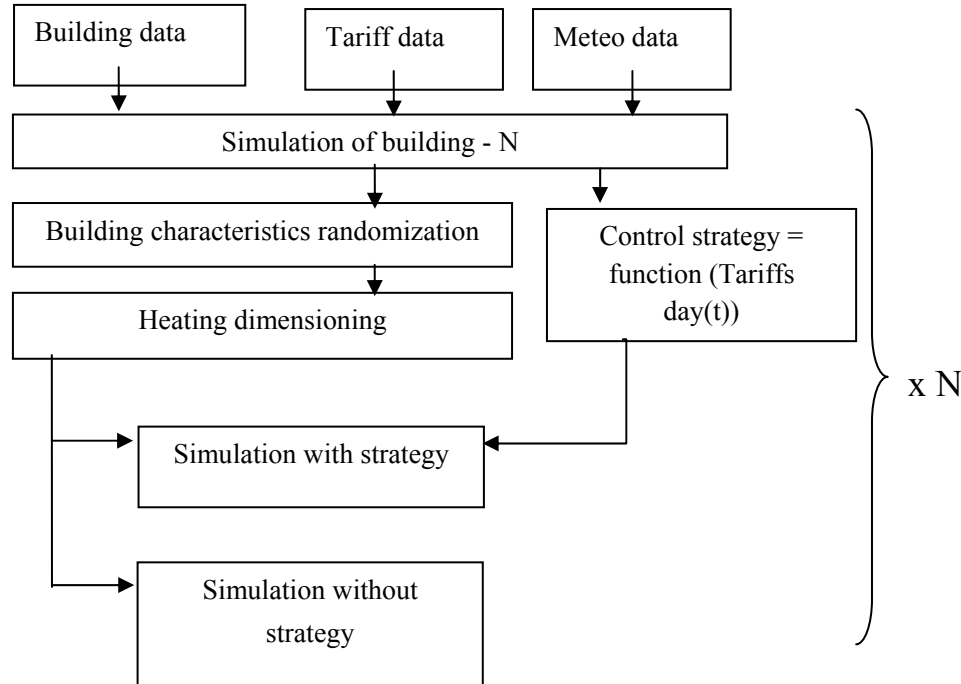 Building data
Tariff data
Meteo data
Simulation of building - N
Building characteristics randomization
Control strategy =
function (Tariffs
day(t))
Heating dimensioning
x N
Simulation with strategy
Simulation without
strategy